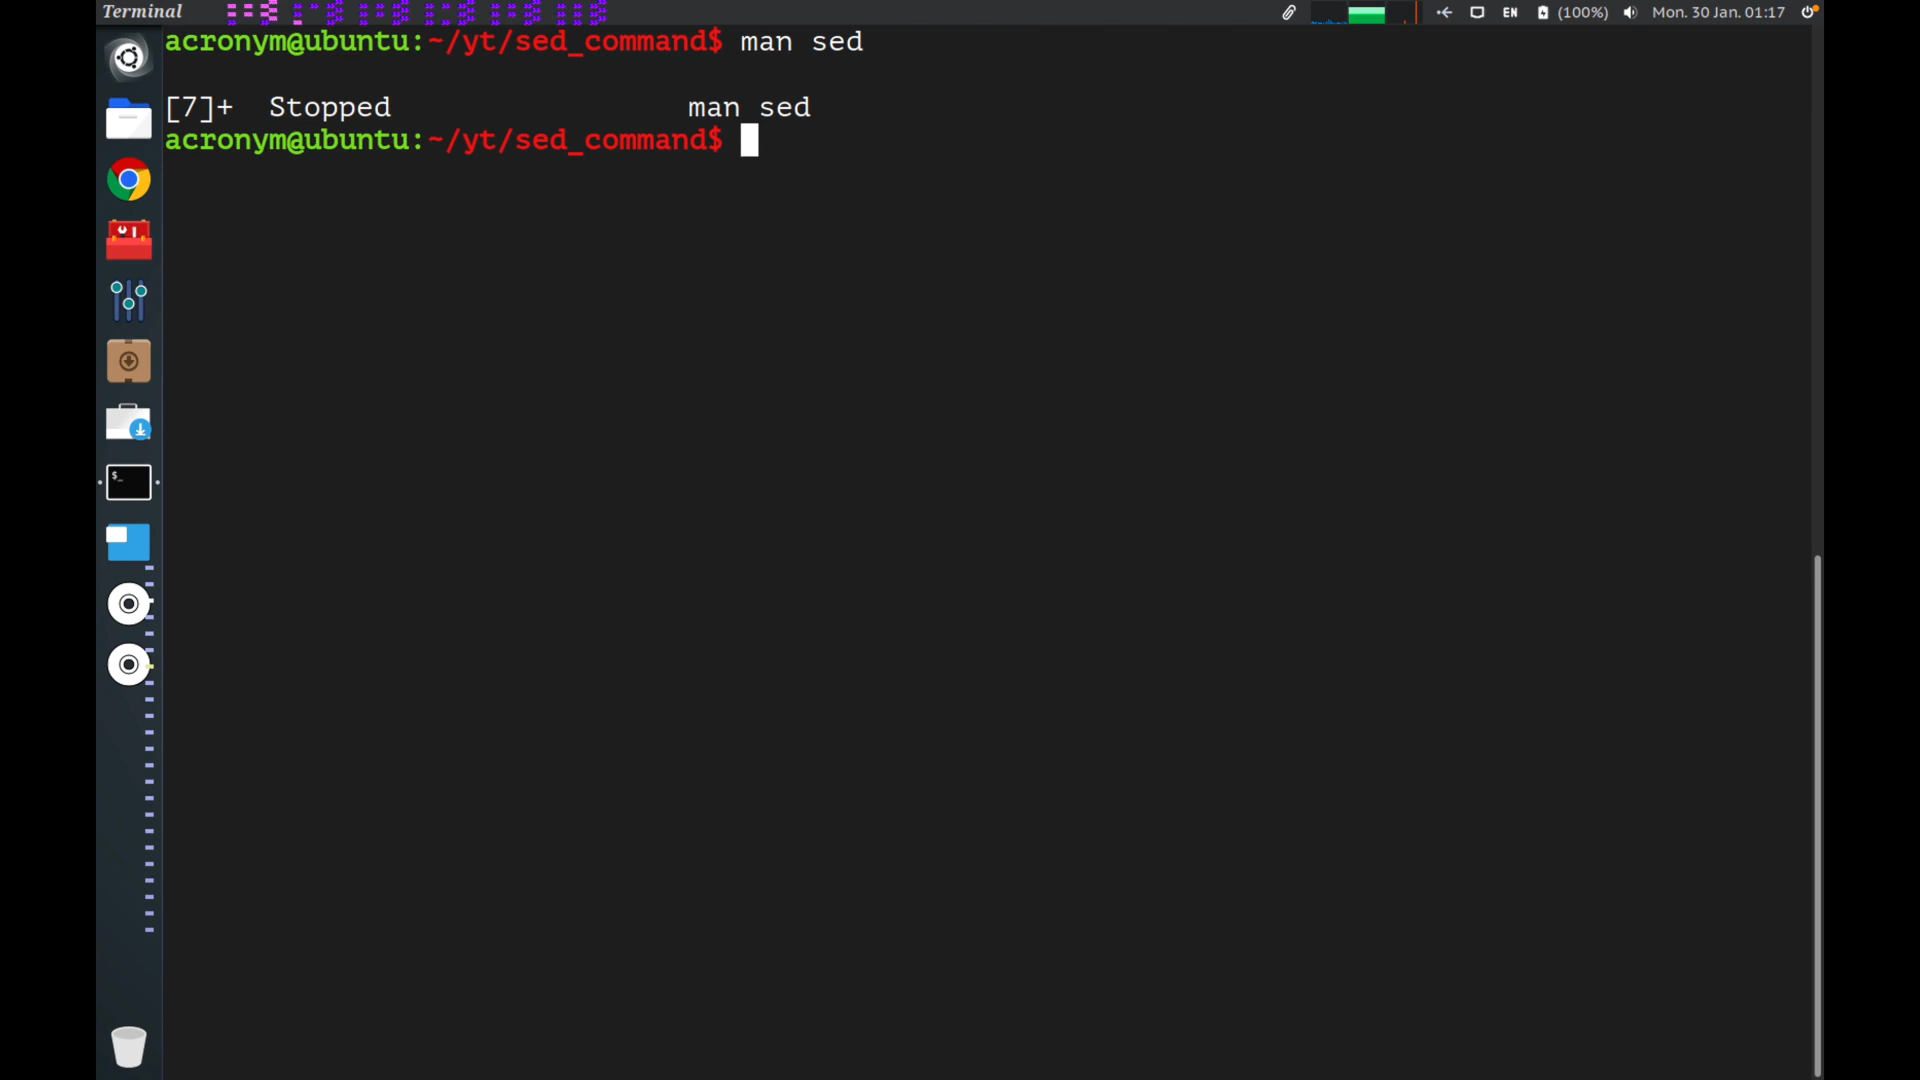 Terminal
EN (100%) Mon. 30 Jan. 01:17
acronym@ubuntu:~/yt/sed_command$ man sed
[7]+  Stopped                 man sed
acronym@ubuntu:~/yt/sed_command$
$_